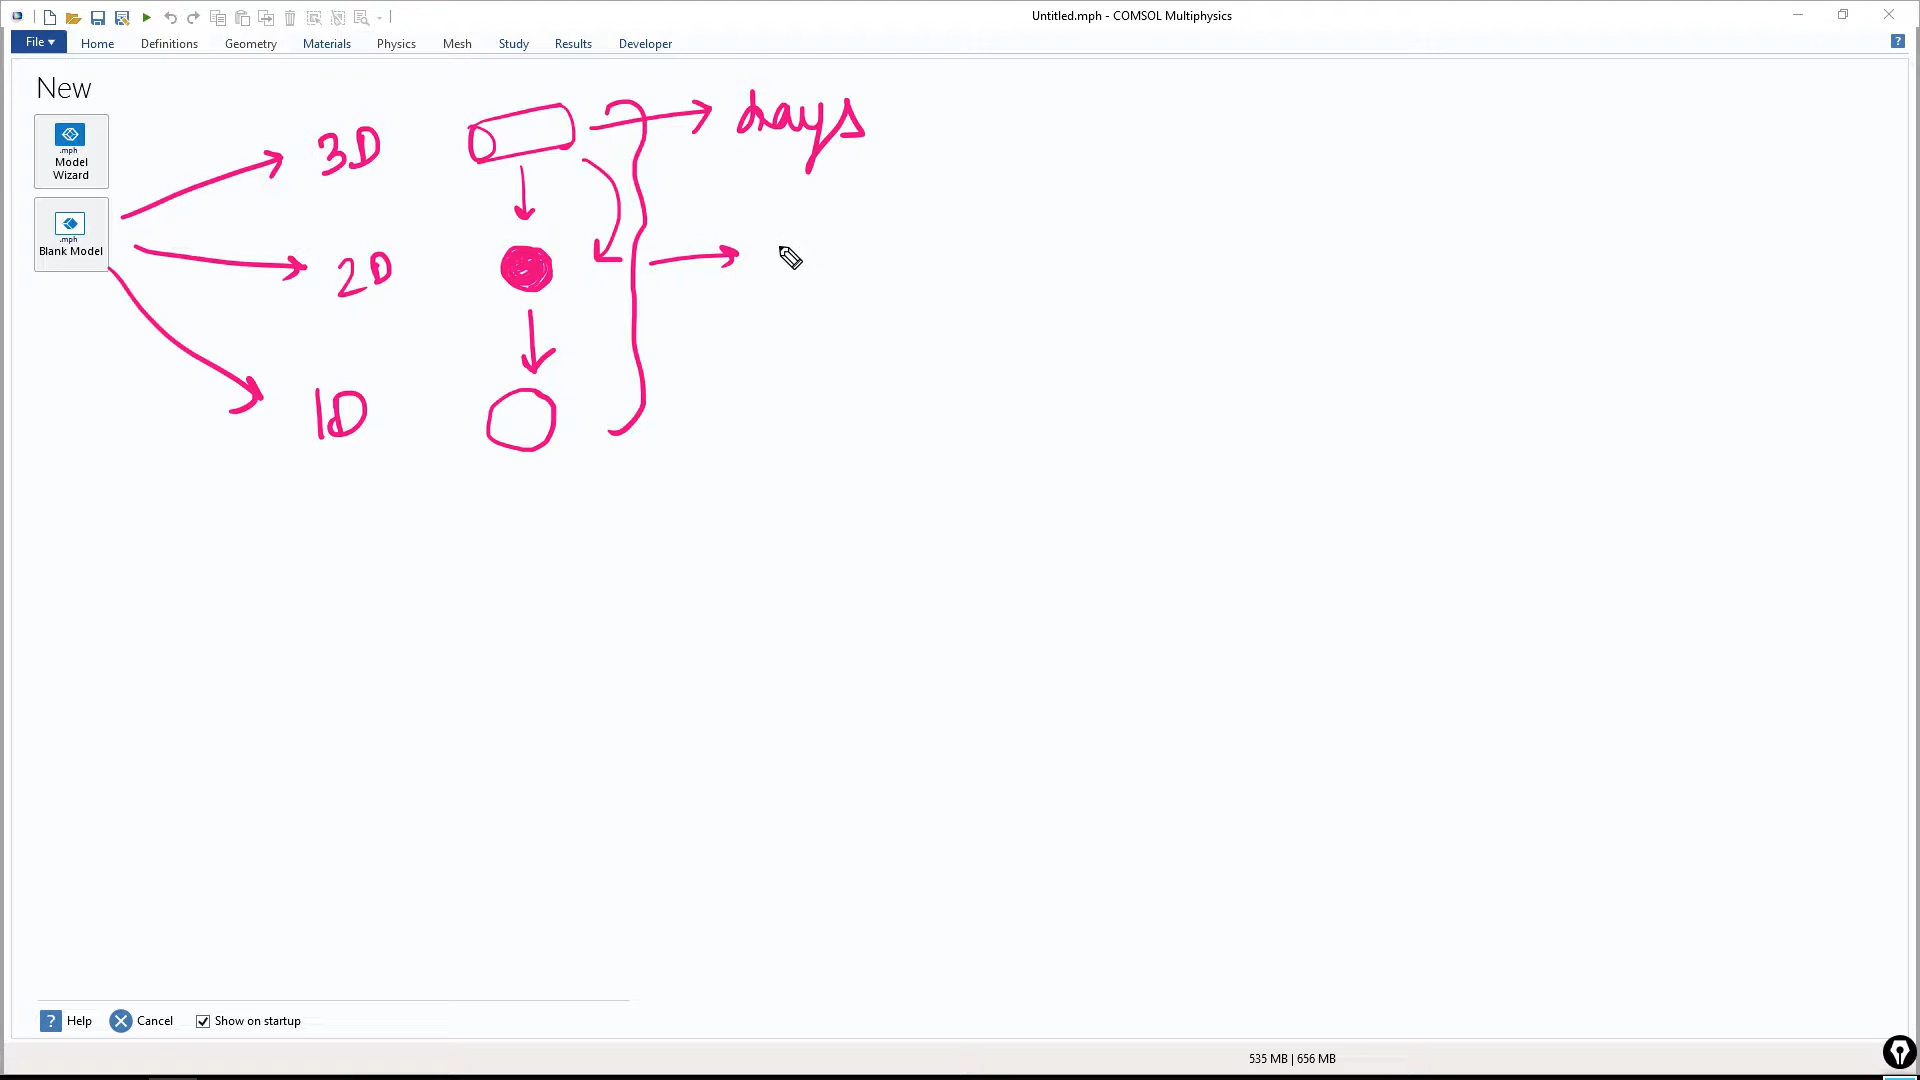 Untitled.mph - COMSOL Multiphysics
File Home Definitions Geometry Materials Physics Mesh Study Results Developer
?
New
.mph
Model
Wizard
.mph
Blank Model
3D
days
2D
1D
? Help Cancel Show on startup
535 MB | 656 MB